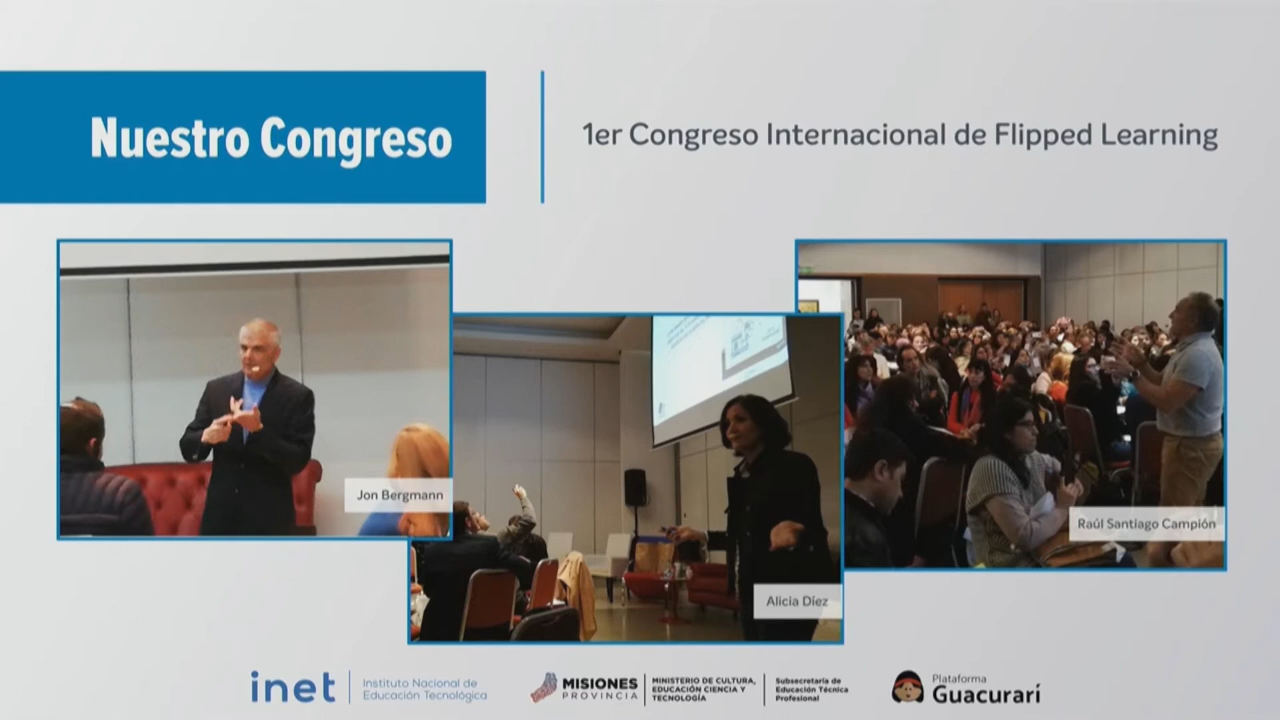 Nuestro Congreso
1er Congreso Internacional de Flipped Learning
Jon Bergmann
Alicia Díez
Raúl Santiago Campión
inet
Instituto Nacional de
Educación Tecnológica
MISIONES
PROVINCIA
MINISTERIO DE CULTURA,
EDUCACIÓN CIENCIA Y
TECNOLOGÍA
Subsecretaría de
Educación Técnica
Profesional
Plataforma
Guacurarí